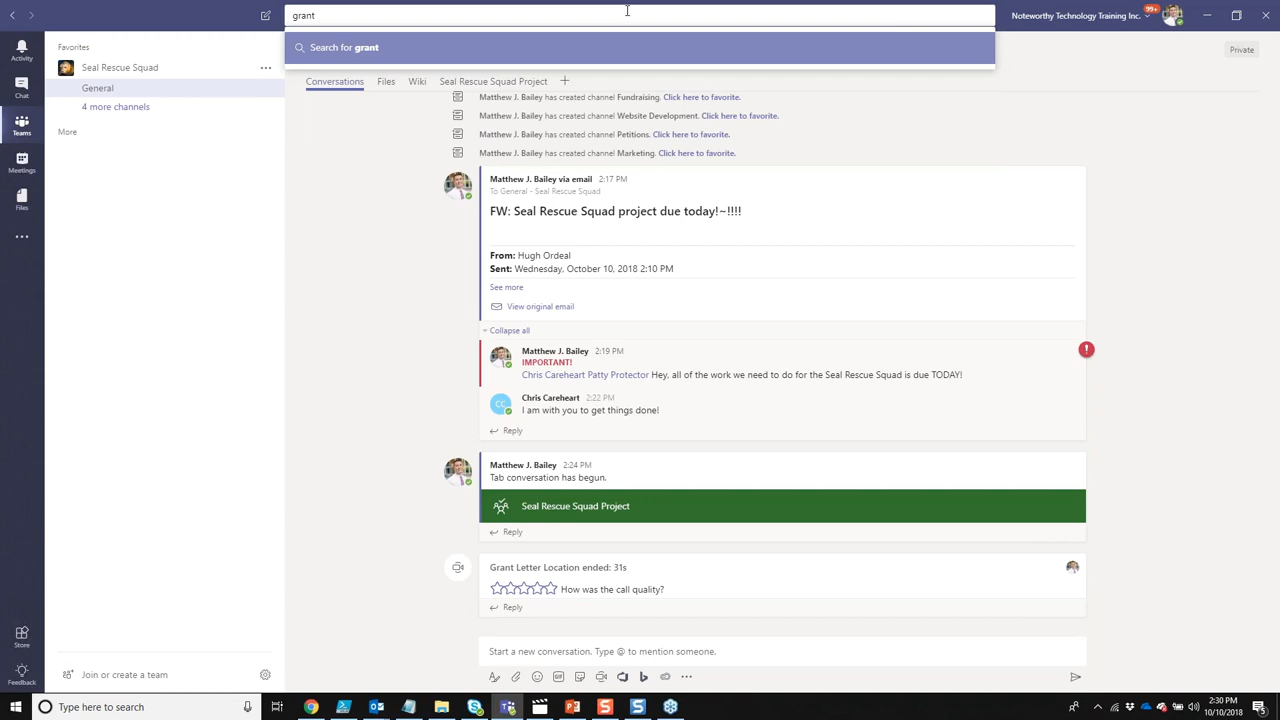 grant
Noteworthy Technology Training Inc.
99+
Search for grant
Activity
Chat
Teams
Meetings
Files
Store
Feedback
Favorites
Seal Rescue Squad
General
4 more channels
More
Join or create a team
Private
Conversations Files Wiki Seal Rescue Squad Project
Matthew J. Bailey has created channel Fundraising. Click here to favorite.
Matthew J. Bailey has created channel Website Development. Click here to favorite.
Matthew J. Bailey has created channel Petitions. Click here to favorite.
Matthew J. Bailey has created channel Marketing. Click here to favorite.
Matthew J. Bailey via email 2:17 PM
To General - Seal Rescue Squad
FW: Seal Rescue Squad project due today!~!!!!
From: Hugh Ordeal
Sent: Wednesday, October 10, 2018 2:10 PM
See more
View original email
Collapse all
Matthew J. Bailey 2:19 PM
IMPORTANT!
Chris Careheart Patty Protector Hey, all of the work we need to do for the Seal Rescue Squad is due TODAY!
CC
Chris Careheart 2:22 PM
I am with you to get things done!
Reply
Matthew J. Bailey 2:24 PM
Tab conversation has begun.
Seal Rescue Squad Project
Reply
Grant Letter Location ended: 31s
How was the call quality?
Reply
Start a new conversation. Type @ to mention someone.
GIF
Type here to search
2:30 PM
10/10/2018